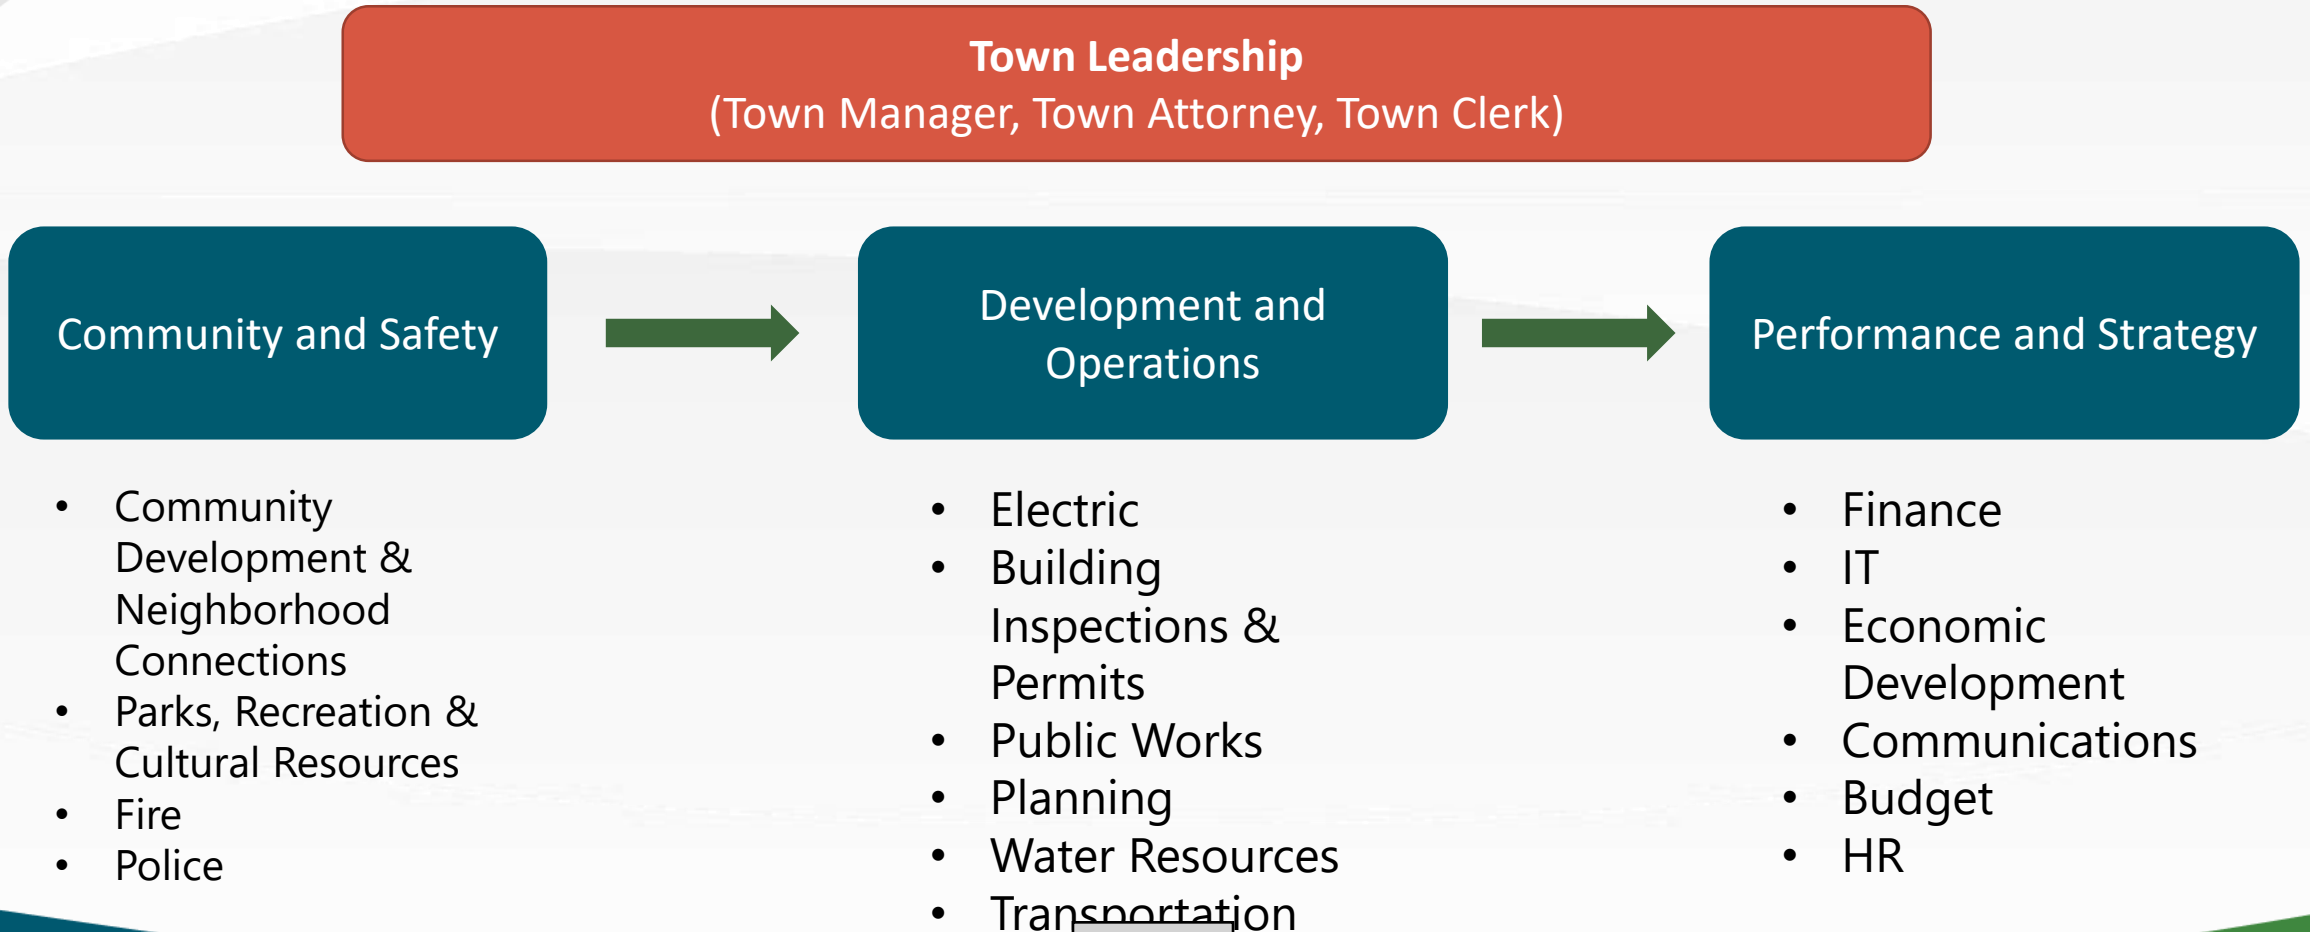 Town Leadership
(Town Manager, Town Attorney, Town Clerk)
Community and Safety
Development and
Operations
Performance and Strategy
• Community
Development &
Neighborhood
Connections
• Parks, Recreation &
Cultural Resources
• Fire
• Police
• Electric
• Building
Inspections &
Permits
• Public Works
• Planning
• Water Resources
• Transportation
• Finance
• IT
• Economic
Development
• Communications
• Budget
• HR